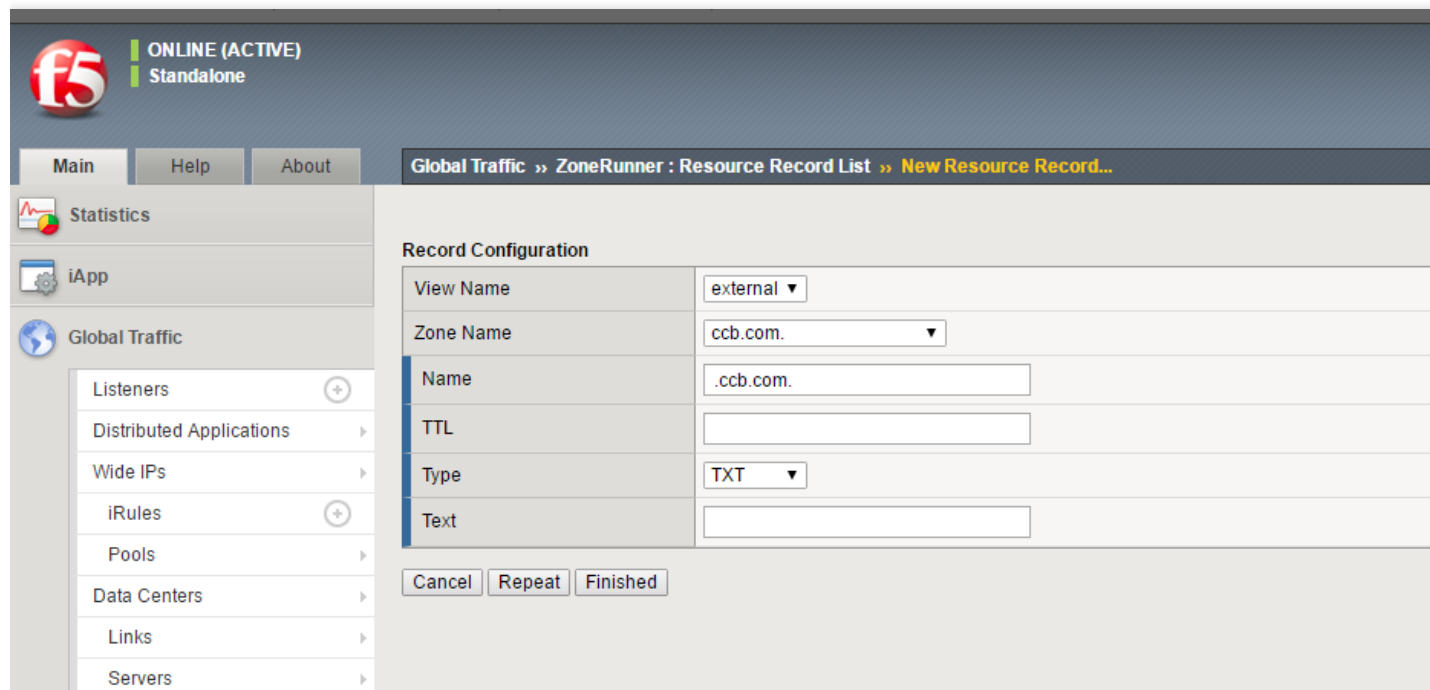 f5
ONLINE (ACTIVE)
Standalone
Main Help About
Global Traffic ›› ZoneRunner : Resource Record List ›› New Resource Record...
Statistics
iApp
Global Traffic
Listeners
Distributed Applications
Wide IPs
iRules
Pools
Data Centers
Links
Servers
Record Configuration
View Name external
Zone Name ccb.com.
Name .ccb.com.
TTL
Type TXT
Text
Cancel Repeat Finished